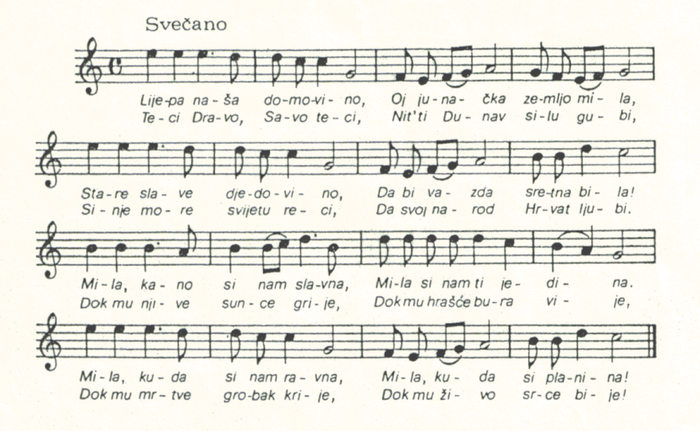 Svečano
Lije-pa na - ša do-mo-vi - no, Oj ju-na - čka ze-mljo mi - la,
Te - ci Dra-vo, Sa-vo te - ci, Nit'ti Du - nav si-lu gu - bi,
Sta-re sla - ve dje-do-vi - no, Da bi va - zda sre-tna bi - la!
Si - nje mo - re svijetu re - ci, Da svoj na - rod Hr-vat lju - bi.
Mi-la, ka - no si nam sla-vna, Mi-la si nam ti je - di - na.
Dok mu nji - ve sun - ce gri-je, Dok mu hrašće bu-ra vi - je,
Mi-la, ku - da si nam ra-vna, Mi-la, ku - da si pla-ni - na!
Dok mu mr-tve gro-bak kri - je, Dok mu ži - vo sr-ce bi - je!